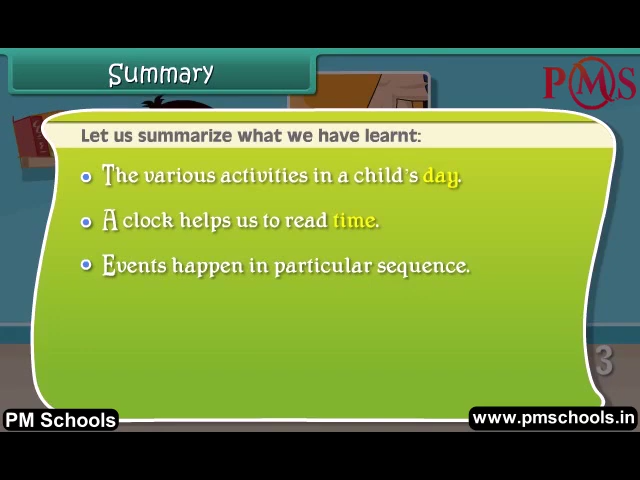 Summary
PMS
Let us summarize what we have learnt:
The various activities in a child's day.
A clock helps us to read time.
Events happen in particular sequence.
3
PM Schools
www.pmschools.in